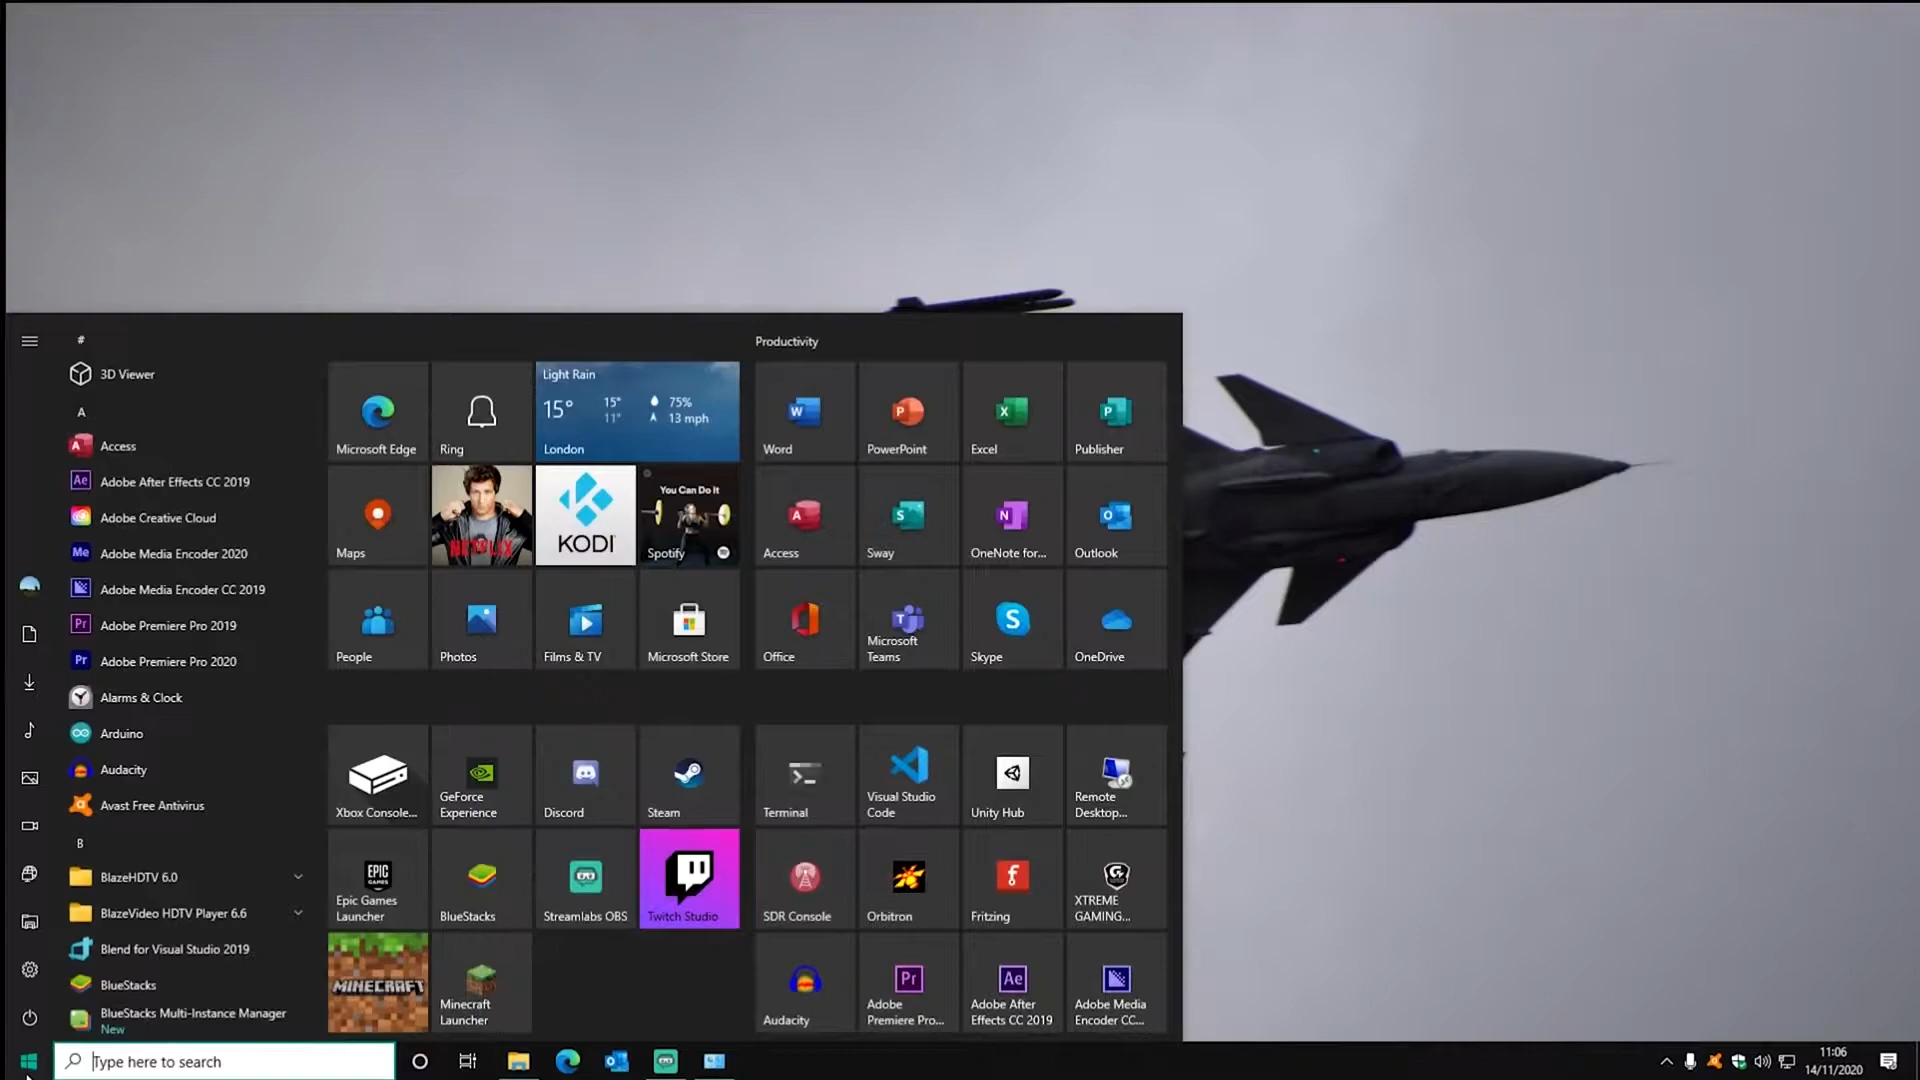 #
3D Viewer
A
Access
Adobe After Effects CC 2019
Adobe Creative Cloud
Adobe Media Encoder 2020
Adobe Media Encoder CC 2019
Adobe Premiere Pro 2019
Adobe Premiere Pro 2020
Alarms & Clock
Arduino
Audacity
Avast Free Antivirus
B
BlazeHDTV 6.0
BlazeVideo HDTV Player 6.6
Blend for Visual Studio 2019
BlueStacks
BlueStacks Multi-Instance Manager
New
Microsoft Edge
Ring
Light Rain
15°
15°
11°
75%
13 mph
London
Maps
NETFLIX
KODI
You Can Do It
Spotify
People
Photos
Films & TV
Microsoft Store
Productivity
Word
PowerPoint
Excel
Publisher
Access
Sway
OneNote for...
Outlook
Office
Microsoft
Teams
Skype
OneDrive
Xbox Console...
GeForce
Experience
Discord
Steam
EPIC
GAMES
Epic Games
Launcher
BlueStacks
Streamlabs OBS
Twitch Studio
MINECRAFT
Minecraft
Launcher
Terminal
Visual Studio
Code
Unity Hub
Remote
Desktop...
SDR Console
Orbitron
Fritzing
XTREME
GAMING...
Audacity
Adobe
Premiere Pro...
Adobe After
Effects CC 2019
Adobe Media
Encoder CC...
Type here to search
11:06
14/11/2020